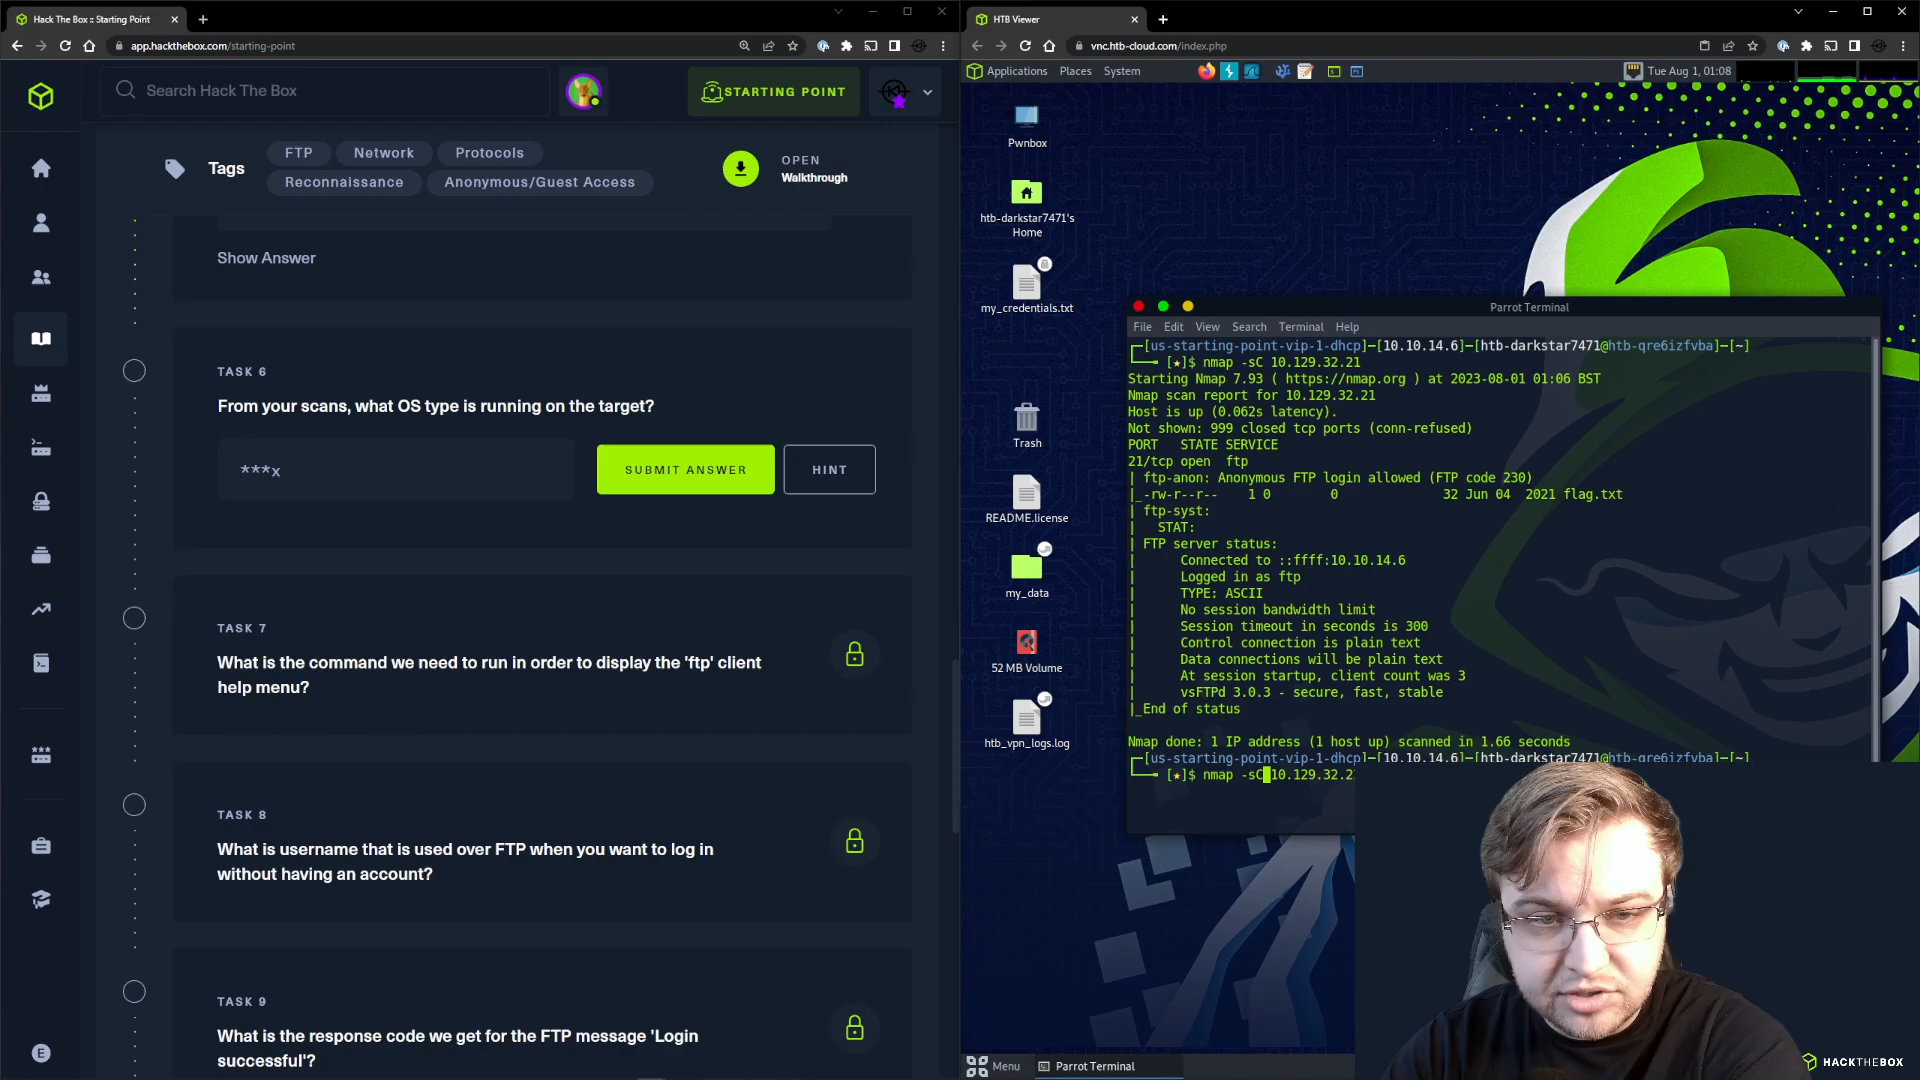 Hack The Box :: Starting Point
app.hackthebox.com/starting-point
Search Hack The Box
STARTING POINT
Tags
FTP
Network
Protocols
Reconnaissance
Anonymous/Guest Access
OPEN
Walkthrough
Show Answer
TASK 6
From your scans, what OS type is running on the target?
***x
SUBMIT ANSWER
HINT
TASK 7
What is the command we need to run in order to display the 'ftp' client
help menu?
TASK 8
What is username that is used over FTP when you want to log in
without having an account?
TASK 9
What is the response code we get for the FTP message 'Login
successful'?
E
HTB Viewer
vnc.htb-cloud.com/index.php
Applications Places System
Tue Aug 1, 01:08
Pwnbox
htb-darkstar7471's
Home
my_credentials.txt
Trash
README.license
my_data
52 MB Volume
htb_vpn_logs.log
Parrot Terminal
File Edit View Search Terminal Help
┌─[us-starting-point-vip-1-dhcp]─[10.10.14.6]─[htb-darkstar7471@htb-qre6izfvba]─[~]
└──╼ [★]$ nmap -sC 10.129.32.21
Starting Nmap 7.93 ( https://nmap.org ) at 2023-08-01 01:06 BST
Nmap scan report for 10.129.32.21
Host is up (0.062s latency).
Not shown: 999 closed tcp ports (conn-refused)
PORT   STATE SERVICE
21/tcp open  ftp
| ftp-anon: Anonymous FTP login allowed (FTP code 230)
|_-rw-r--r--    1 0        0              32 Jun 04  2021 flag.txt
| ftp-syst:
|   STAT:
| FTP server status:
|      Connected to ::ffff:10.10.14.6
|      Logged in as ftp
|      TYPE: ASCII
|      No session bandwidth limit
|      Session timeout in seconds is 300
|      Control connection is plain text
|      Data connections will be plain text
|      At session startup, client count was 3
|      vsFTPd 3.0.3 - secure, fast, stable
|_End of status
Nmap done: 1 IP address (1 host up) scanned in 1.66 seconds
┌─[us-starting-point-vip-1-dhcp]─[10.10.14.6]─[htb-darkstar7471@htb-qre6izfvba]─[~]
└──╼ [★]$ nmap -sC 10.129.32.21
Menu
Parrot Terminal
HACKTHEBOX